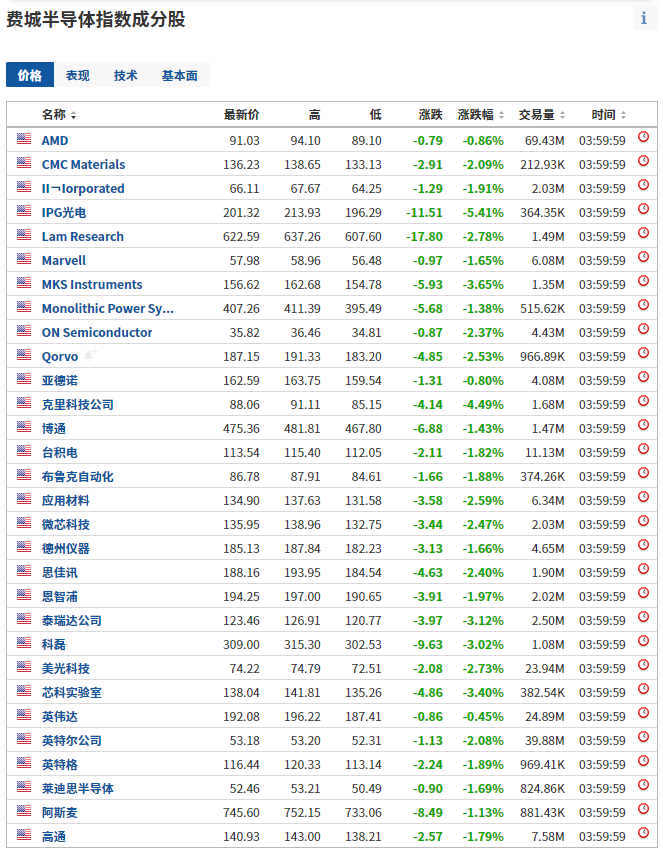 费城半导体指数成分股
i
价格 表现 技术 基本面
名称 最新价 高 低 涨跌 涨跌幅 交易量 时间
AMD 91.03 94.10 89.10 -0.79 -0.86% 69.43M 03:59:59
CMC Materials 136.23 138.65 133.13 -2.91 -2.09% 212.93K 03:59:59
II¬Iorporated 66.11 67.67 64.25 -1.29 -1.91% 2.03M 03:59:59
IPG光电 201.32 213.93 196.29 -11.51 -5.41% 364.35K 03:59:59
Lam Research 622.59 637.26 607.60 -17.80 -2.78% 1.49M 03:59:59
Marvell 57.98 58.96 56.48 -0.97 -1.65% 6.08M 03:59:59
MKS Instruments 156.62 162.68 154.78 -5.93 -3.65% 1.35M 03:59:59
Monolithic Power Sy... 407.26 411.39 395.49 -5.68 -1.38% 515.62K 03:59:59
ON Semiconductor 35.82 36.46 34.81 -0.87 -2.37% 4.43M 03:59:59
Qorvo 187.15 191.33 183.20 -4.85 -2.53% 966.89K 03:59:59
亚德诺 162.59 163.75 159.54 -1.31 -0.80% 4.08M 03:59:59
克里科技公司 88.06 91.11 85.15 -4.14 -4.49% 1.68M 03:59:59
博通 475.36 481.81 467.80 -6.88 -1.43% 1.47M 03:59:59
台积电 113.54 115.40 112.05 -2.11 -1.82% 11.13M 03:59:59
布鲁克自动化 86.78 87.91 84.61 -1.66 -1.88% 374.26K 03:59:59
应用材料 134.90 137.63 131.58 -3.58 -2.59% 6.34M 03:59:59
微芯科技 135.95 138.96 132.75 -3.44 -2.47% 2.03M 03:59:59
德州仪器 185.13 187.84 182.23 -3.13 -1.66% 4.65M 03:59:59
思佳讯 188.16 193.95 184.54 -4.63 -2.40% 1.90M 03:59:59
恩智浦 194.25 197.00 190.65 -3.91 -1.97% 2.02M 03:59:59
泰瑞达公司 123.46 126.91 120.77 -3.97 -3.12% 2.50M 03:59:59
科磊 309.00 315.30 302.53 -9.63 -3.02% 1.08M 03:59:59
美光科技 74.22 74.79 72.51 -2.08 -2.73% 23.94M 03:59:59
芯科实验室 138.04 141.81 135.26 -4.86 -3.40% 382.54K 03:59:59
英伟达 192.08 196.22 187.41 -0.86 -0.45% 24.89M 03:59:59
英特尔公司 53.18 53.20 52.31 -1.13 -2.08% 39.88M 03:59:59
英特格 116.44 120.33 113.14 -2.24 -1.89% 969.41K 03:59:59
莱迪思半导体 52.46 53.21 50.49 -0.90 -1.69% 824.86K 03:59:59
阿斯麦 745.60 752.15 733.06 -8.49 -1.13% 881.43K 03:59:59
高通 140.93 143.00 138.21 -2.57 -1.79% 7.58M 03:59:59